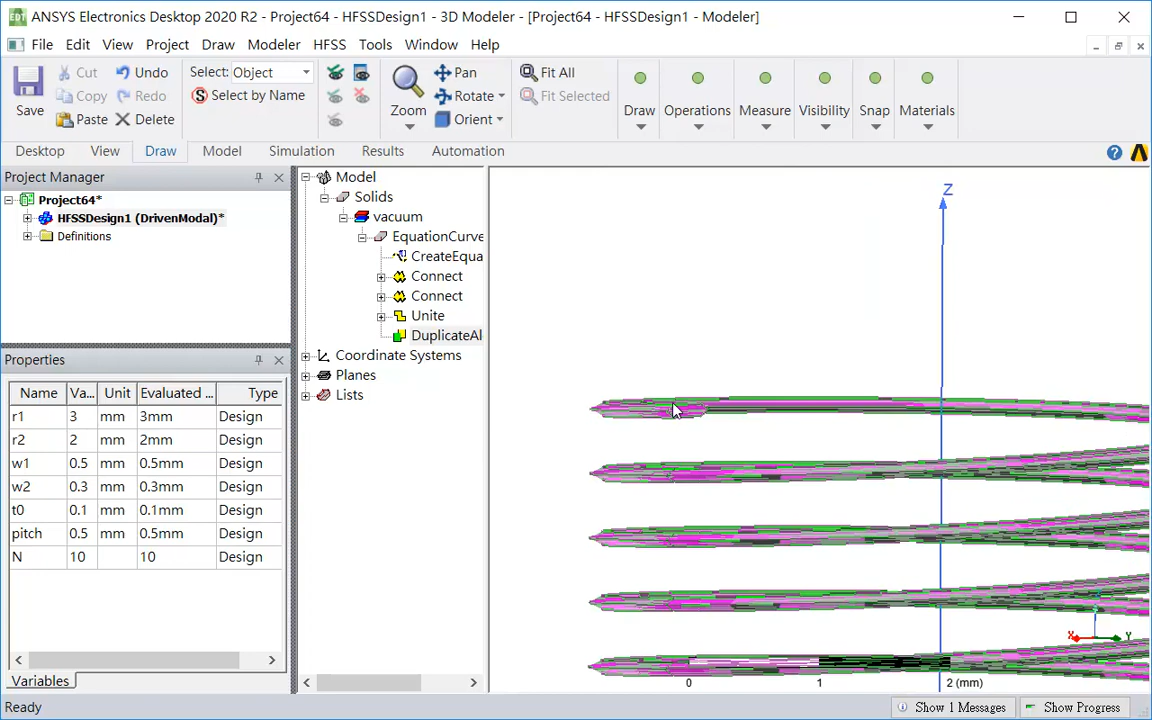 ANSYS Electronics Desktop 2020 R2 - Project64 - HFSSDesign1 - 3D Modeler - [Project64 - HFSSDesign1 - Modeler]
File Edit View Project Draw Modeler HFSS Tools Window Help
Save
Cut
Copy
Paste
Undo
Redo
Delete
Select: Object
Select by Name
Zoom
Pan
Rotate
Orient
Fit All
Fit Selected
Draw
Operations
Measure
Visibility
Snap
Materials
Desktop View Draw Model Simulation Results Automation
Project Manager
Project64*
HFSSDesign1 (DrivenModal)*
Definitions
Properties
Name Va... Unit Evaluated ... Type
r1 3 mm 3mm Design
r2 2 mm 2mm Design
w1 0.5 mm 0.5mm Design
w2 0.3 mm 0.3mm Design
t0 0.1 mm 0.1mm Design
pitch 0.5 mm 0.5mm Design
N 10 10 Design
Variables
Model
Solids
vacuum
EquationCurve
CreateEqua
Connect
Connect
Unite
DuplicateAl
Coordinate Systems
Planes
Lists
Z
X Y
0 1 2 (mm)
Ready
Show 1 Messages
Show Progress